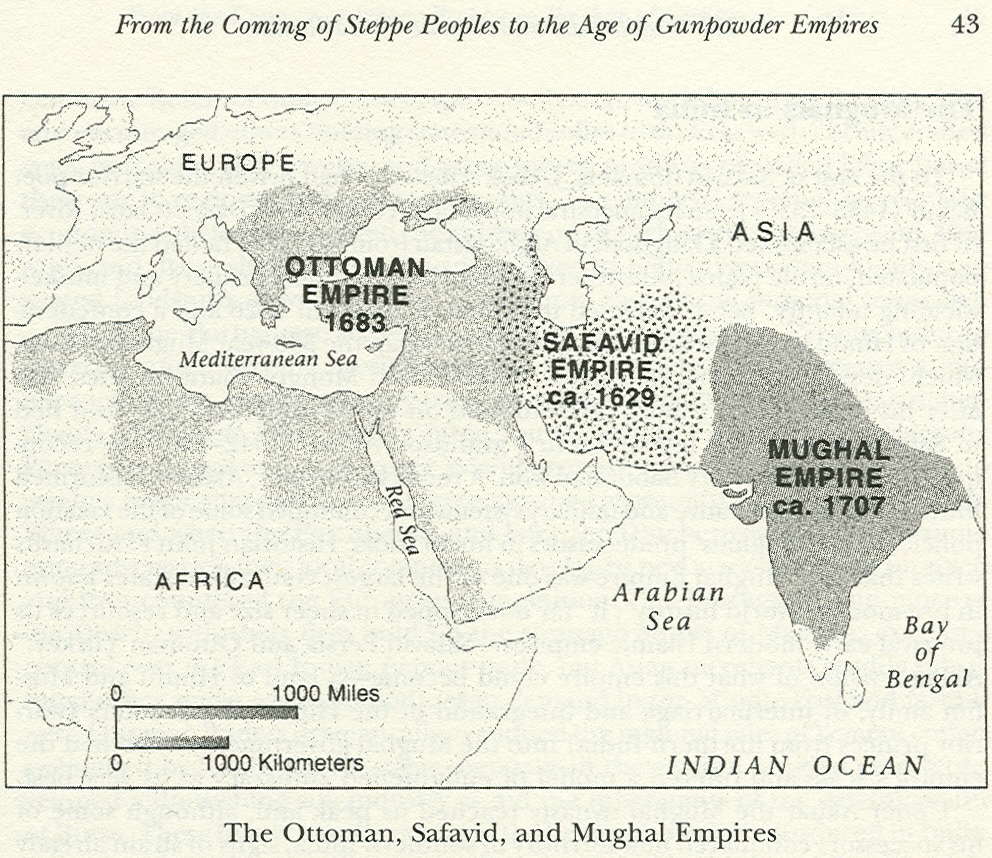 From the Coming of Steppe Peoples to the Age of Gunpowder Empires 43
EUROPE
ASIA
OTTOMAN
EMPIRE
1683
Mediterranean Sea
SAFAVID
EMPIRE
ca. 1629
MUGHAL
EMPIRE
ca. 1707
Red Sea
AFRICA
Arabian
Sea
Bay
of
Bengal
0 1000 Miles
0 1000 Kilometers
INDIAN OCEAN
The Ottoman, Safavid, and Mughal Empires